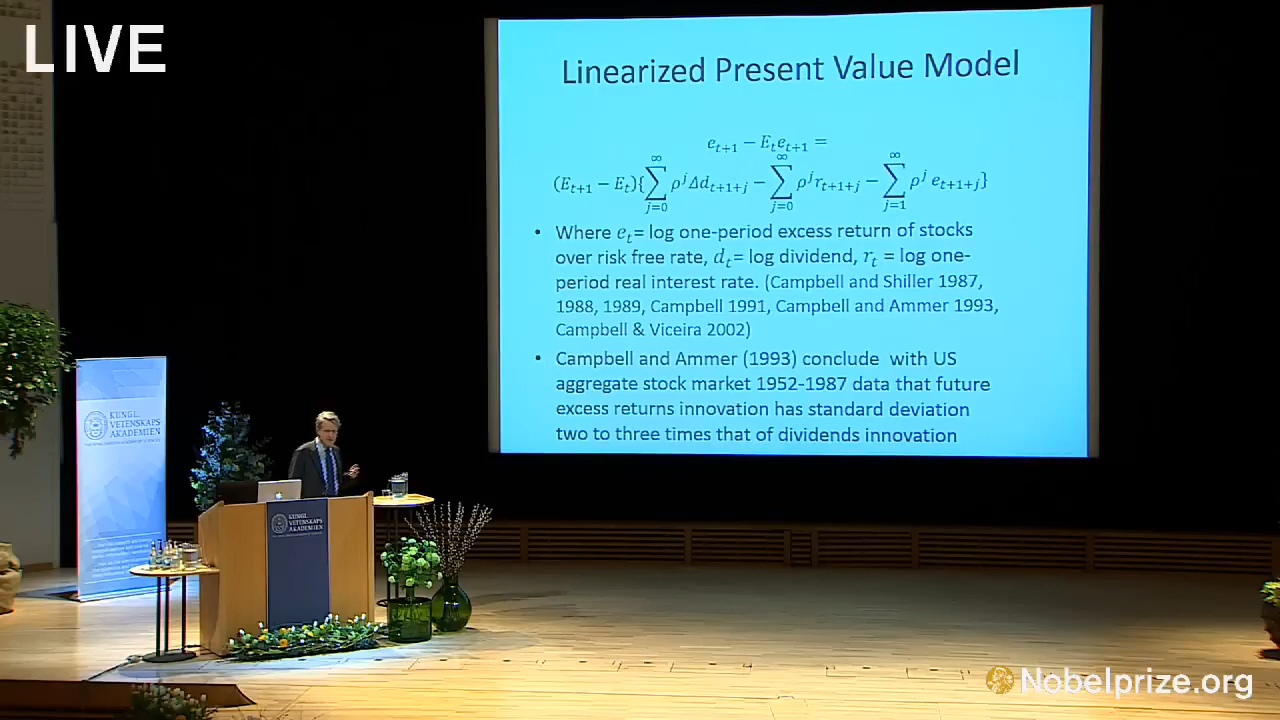 LIVE
Linearized Present Value Model
e_{t+1} − E_t e_{t+1} =
(E_{t+1} − E_t){∑_{j=0}^{∞} ρ^j Δd_{t+1+j} − ∑_{j=0}^{∞} ρ^j r_{t+1+j} − ∑_{j=1}^{∞} ρ^j e_{t+1+j}}
• Where e_t= log one-period excess return of stocks
over risk free rate, d_t= log dividend, r_t = log one-
period real interest rate. (Campbell and Shiller 1987,
1988, 1989, Campbell 1991, Campbell and Ammer 1993,
Campbell & Viceira 2002)
• Campbell and Ammer (1993) conclude with US
aggregate stock market 1952-1987 data that future
excess returns innovation has standard deviation
two to three times that of dividends innovation
KUNGL.
VETENSKAPS
AKADEMIEN
KUNGL.
VETENSKAPS
AKADEMIEN
Nobelprize.org